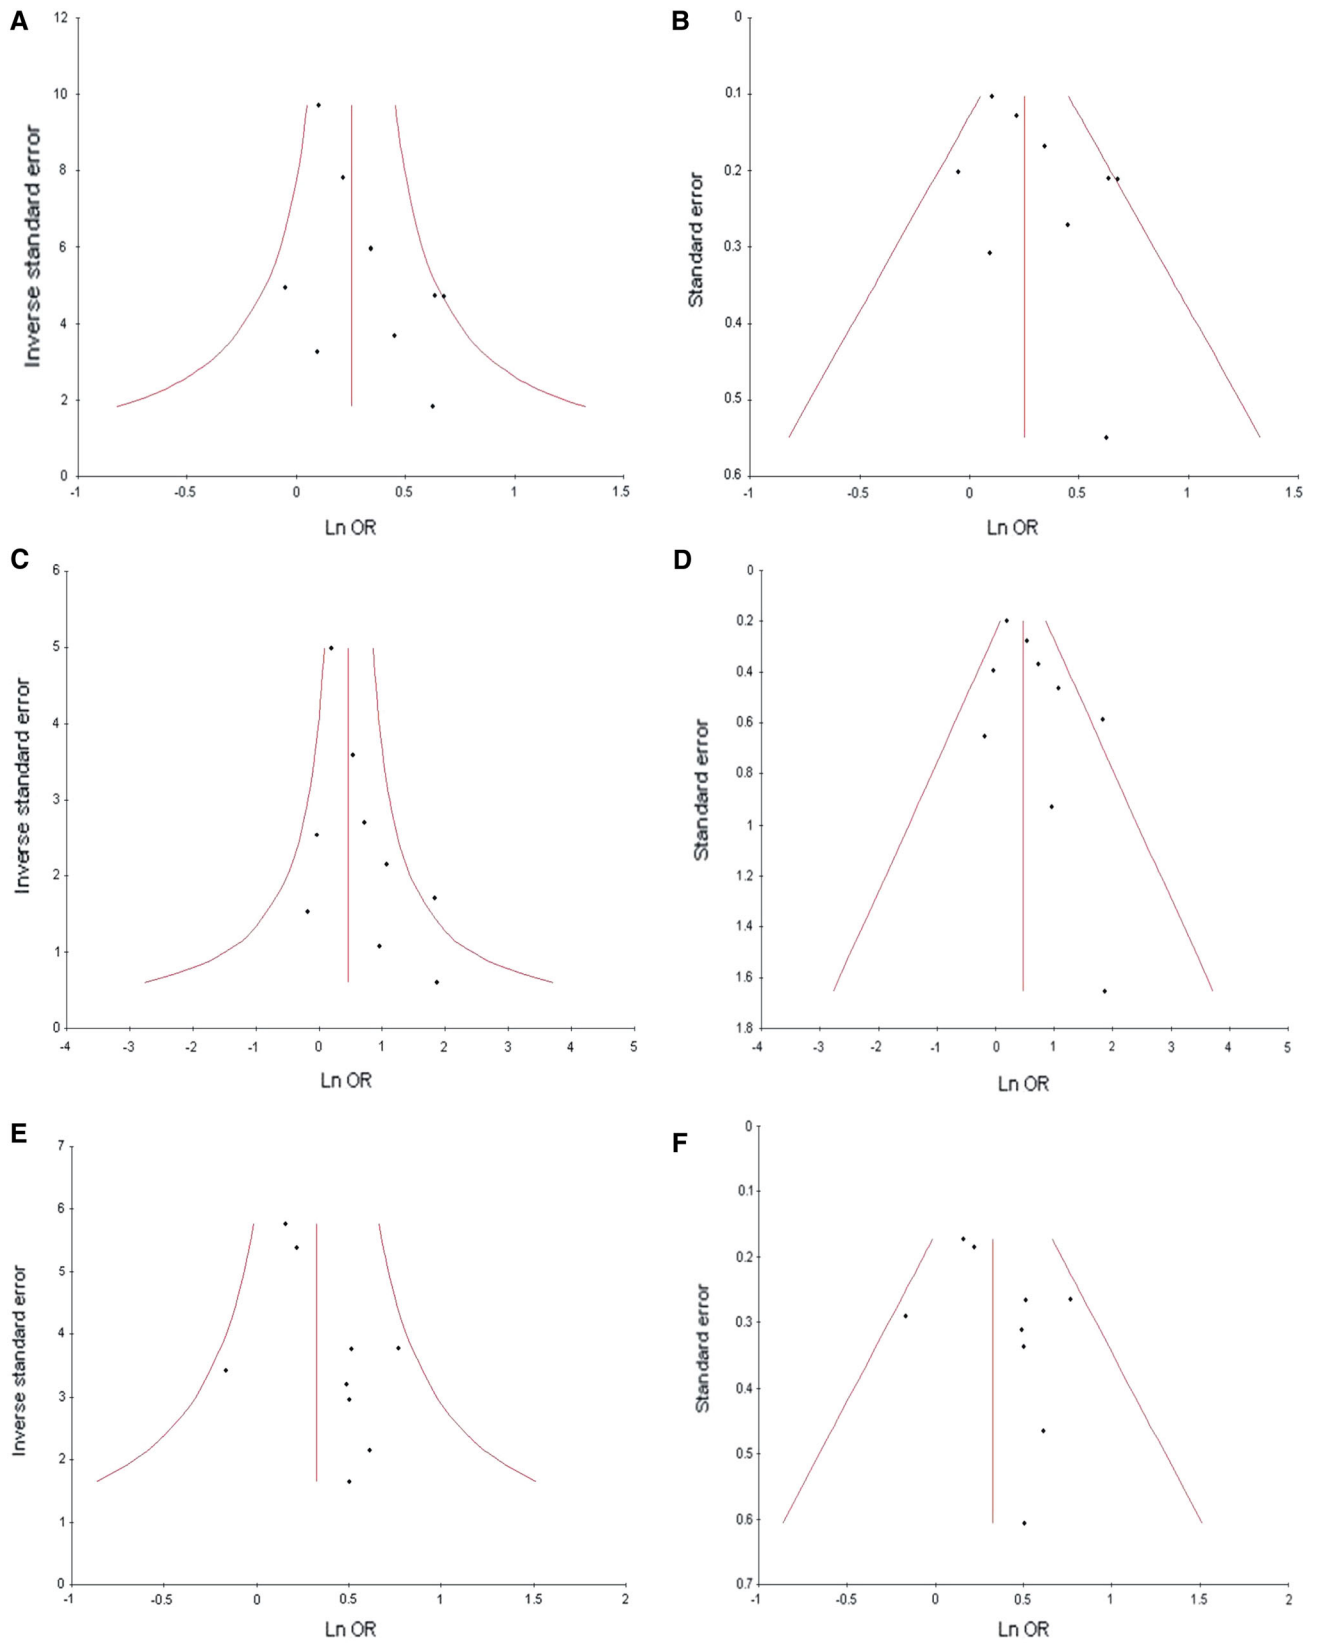 A
12
10
8
6
4
2
0
Inverse standard error
-1 -0.5 0 0.5 1 1.5
Ln OR
B
0
0.1
0.2
0.3
0.4
0.5
0.6
Standard error
-1 -0.5 0 0.5 1 1.5
Ln OR
C
6
5
4
3
2
1
0
Inverse standard error
-4 -3 -2 -1 0 1 2 3 4 5
Ln OR
D
0
0.2
0.4
0.6
0.8
1
1.2
1.4
1.6
1.8
Standard error
-4 -3 -2 -1 0 1 2 3 4 5
Ln OR
E
7
6
5
4
3
2
1
0
Inverse standard error
-1 -0.5 0 0.5 1 1.5 2
Ln OR
F
0
0.1
0.2
0.3
0.4
0.5
0.6
0.7
Standard error
-1 -0.5 0 0.5 1 1.5 2
Ln OR